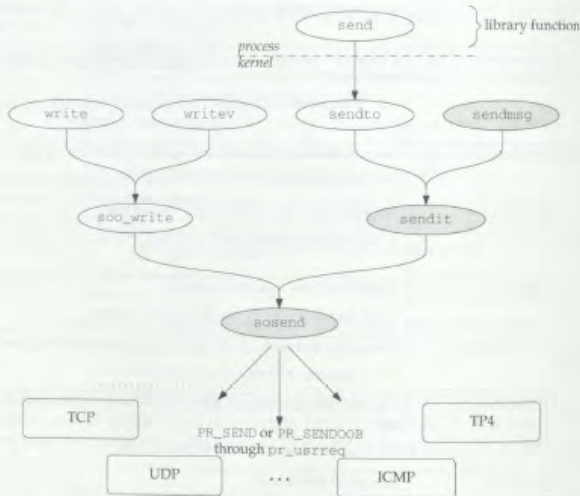 send
library function
process
kernel
write
writev
sendto
sendmsg
soo_write
sendit
sosend
TCP
TP4
PR_SEND or PR_SENDOOB
through pr_usrreq
UDP
...
ICMP